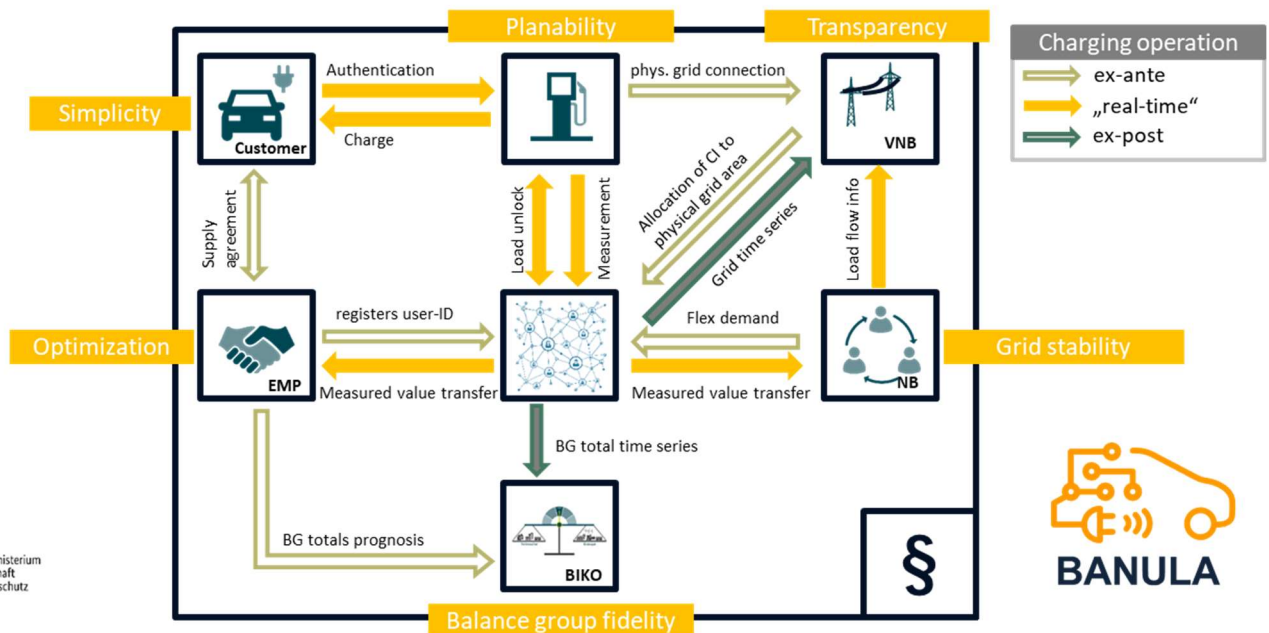 Planability
Transparency
Charging operation
ex-ante
„real-time“
ex-post
Simplicity
Authentication
Charge
phys. grid connection
Customer
VNB
Supply
agreement
Load unlock
Measurement
Allocation of CI to
physical grid area
Grid time series
Load flow info
Optimization
registers user-ID
Flex demand
Grid stability
EMP
NB
Measured value transfer
Measured value transfer
BG total time series
BG totals prognosis
BIKO
§
BANULA
nisterium
haft
schutz
Balance group fidelity